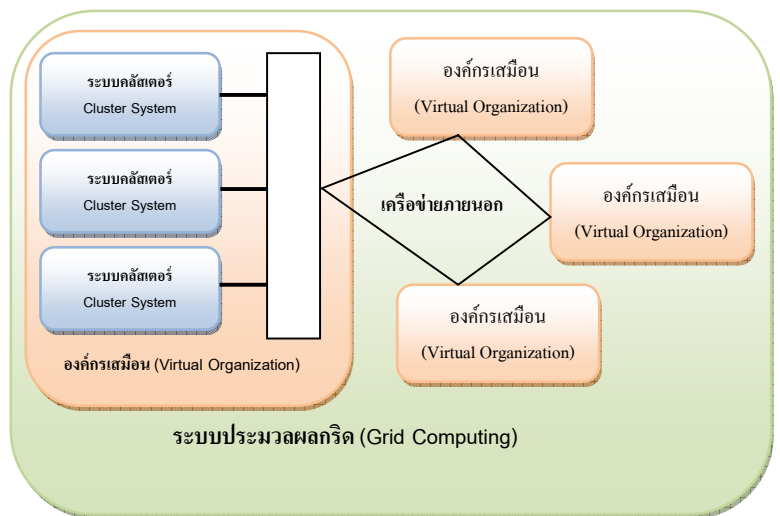 ระบบคลัสเตอร์
Cluster System
ระบบคลัสเตอร์
Cluster System
ระบบคลัสเตอร์
Cluster System
องค์กรเสมือน (Virtual Organization)
องค์กรเสมือน
(Virtual Organization)
เครือข่ายภายนอก
องค์กรเสมือน
(Virtual Organization)
องค์กรเสมือน
(Virtual Organization)
ระบบประมวลผลกริด (Grid Computing)